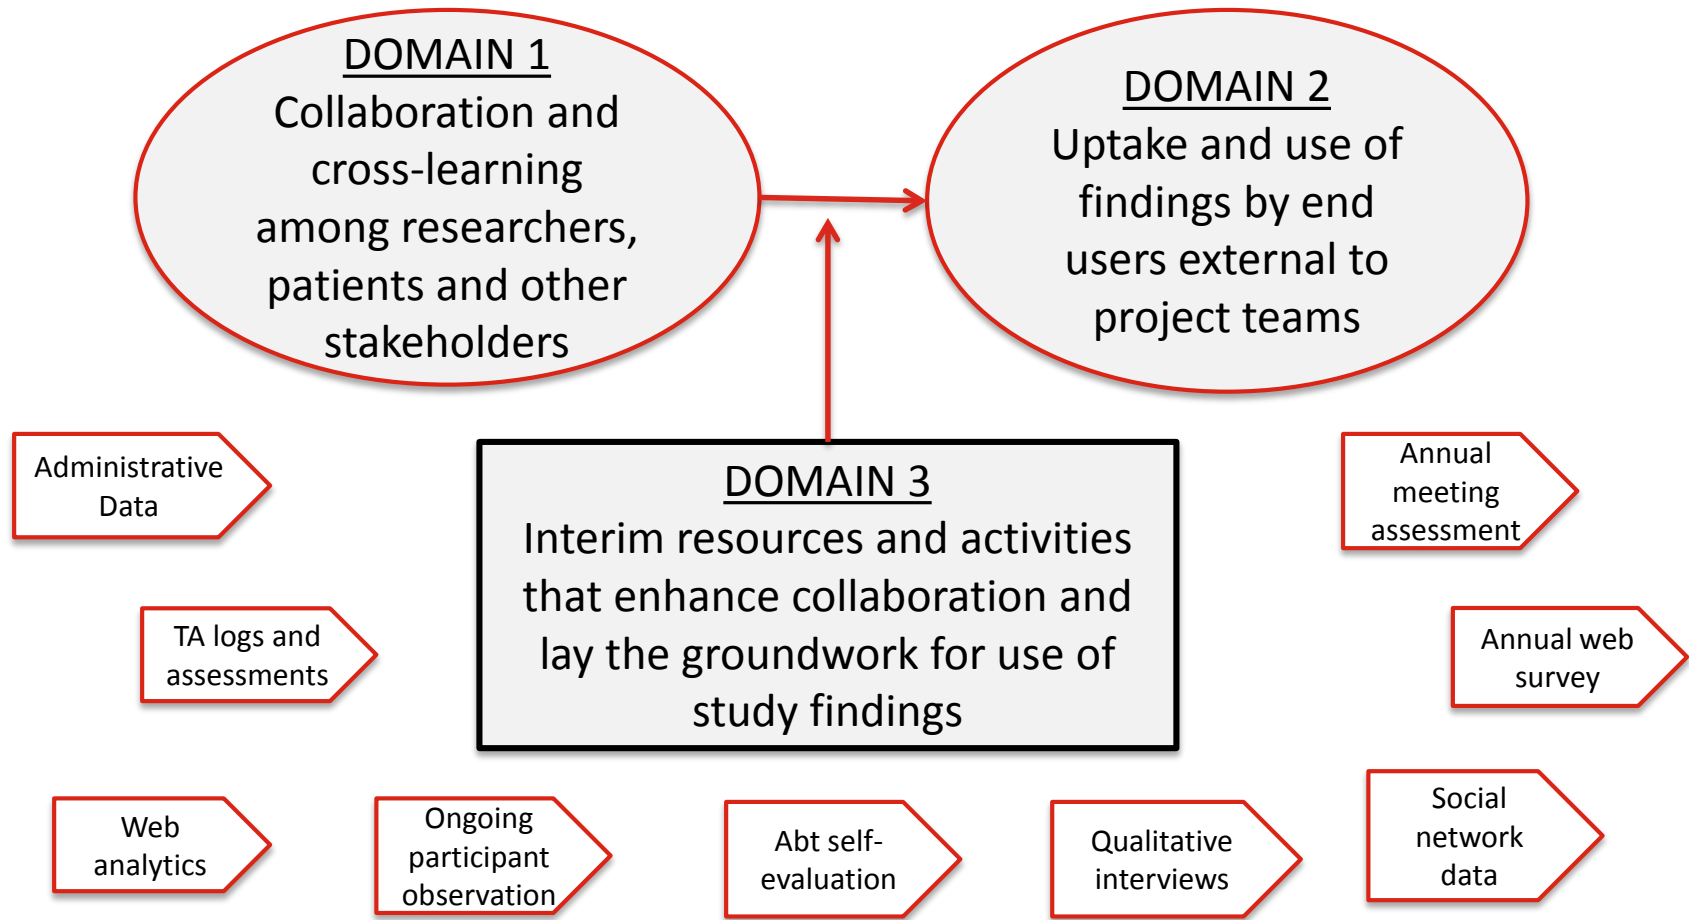 DOMAIN 1
Collaboration and
cross-learning
among researchers,
patients and other
stakeholders
DOMAIN 2
Uptake and use of
findings by end
users external to
project teams
DOMAIN 3
Interim resources and activities
that enhance collaboration and
lay the groundwork for use of
study findings
Administrative
Data
TA logs and
assessments
Web
analytics
Ongoing
participant
observation
Abt self-
evaluation
Qualitative
interviews
Annual
meeting
assessment
Annual web
survey
Social
network
data